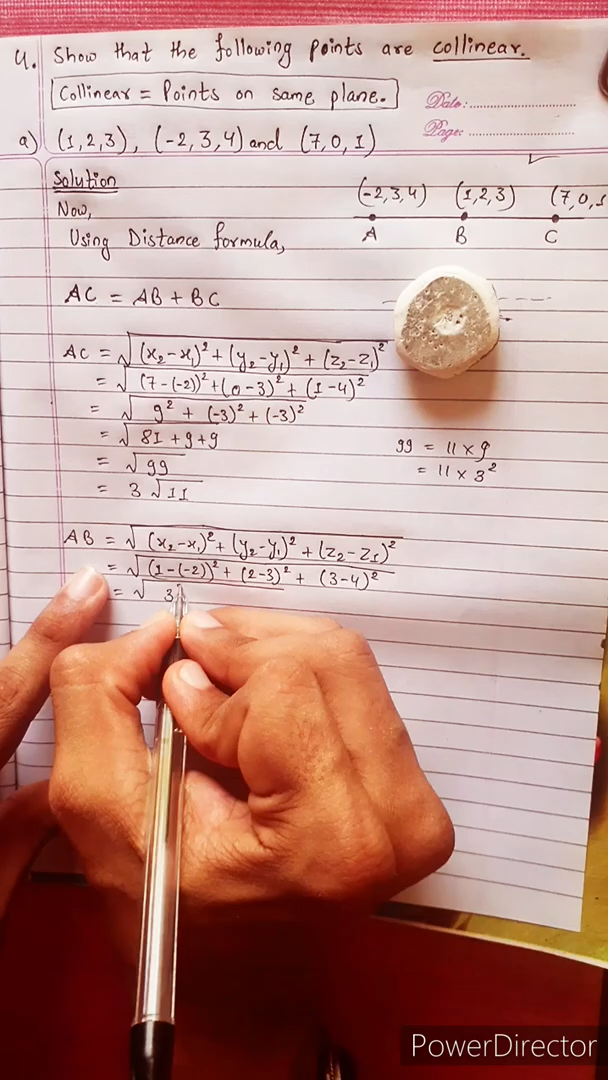 4. Show that the following points are collinear.
Collinear = Points on same plane.
Date:
Page:
a) (1,2,3), (-2,3,4) and (7,0,1)
Solution
(-2,3,4) (1,2,3) (7,0,1
Now,
A B C
Using Distance formula,
AC = AB + BC
AC = √(x₂-x₁)² + (y₂-y₁)² + (z₂-z₁)²
= √(7-(-2))² + (0-3)² + (1-4)²
= √9² + (-3)² + (-3)²
= √81 + 9 + 9
99 = 11 × 9
= √99
= 11 × 3²
= 3√11
AB = √(x₂-x₁)² + (y₂-y₁)² + (z₂-z₁)²
= √(1-(-2))² + (2-3)² + (3-4)²
= √3
PowerDirector